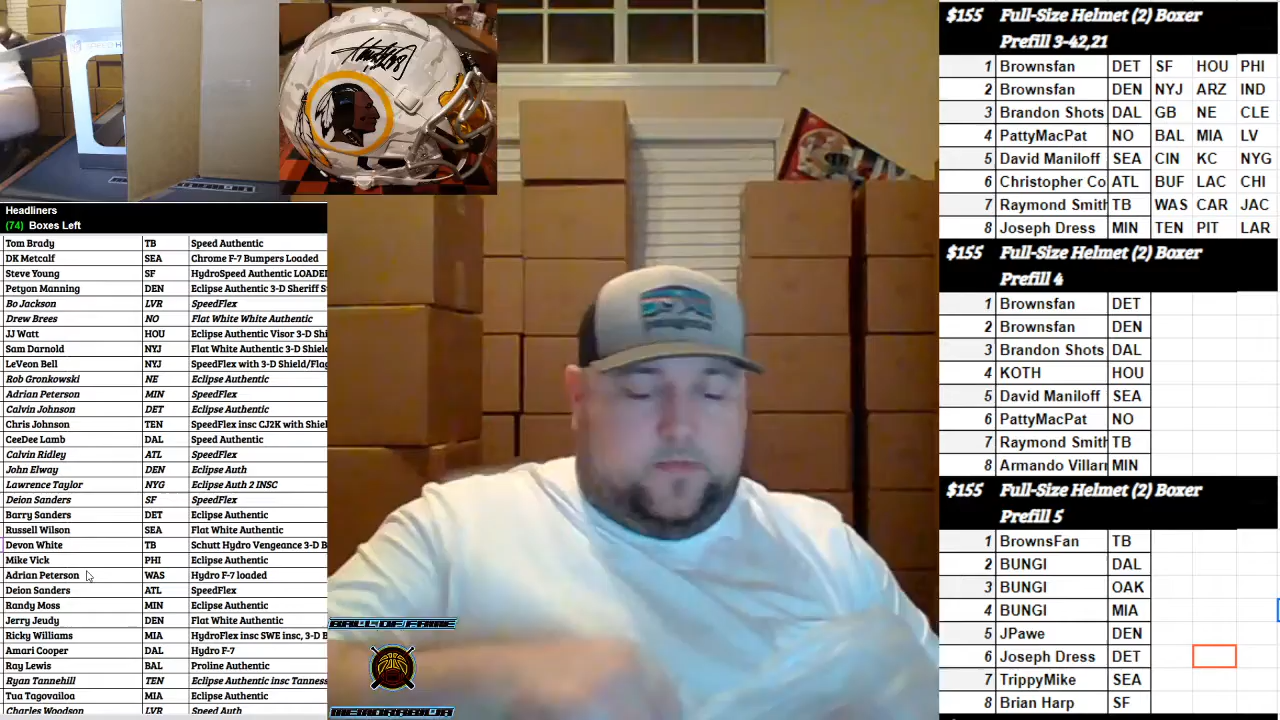 Headliners
(74) Boxes Left
Tom Brady TB Speed Authentic
DK Metcalf SEA Chrome F-7 Bumpers Loaded
Steve Young SF HydroSpeed Authentic LOADED
Petyon Manning DEN Eclipse Authentic 3-D Sheriff S
Bo Jackson LVR SpeedFlex
Drew Brees NO Flat White White Authentic
JJ Watt HOU Eclipse Authentic Visor 3-D Shi
Sam Darnold NYJ Flat White Authentic 3-D Shield
LeVeon Bell NYJ SpeedFlex with 3-D Shield/Flag
Rob Gronkowski NE Eclipse Authentic
Adrian Peterson MIN SpeedFlex
Calvin Johnson DET Eclipse Authentic
Chris Johnson TEN SpeedFlex insc CJ2K with Shiel
CeeDee Lamb DAL Speed Authentic
Calvin Ridley ATL SpeedFlex
John Elway DEN Eclipse Auth
Lawrence Taylor NYG Eclipse Auth 2 INSC
Deion Sanders SF SpeedFlex
Barry Sanders DET Eclipse Authentic
Russell Wilson SEA Flat White Authentic
Devon White TB Schutt Hydro Vengeance 3-D B
Mike Vick PHI Eclipse Authentic
Adrian Peterson WAS Hydro F-7 loaded
Deion Sanders ATL SpeedFlex
Randy Moss MIN Eclipse Authentic
Jerry Jeudy DEN Flat White Authentic
Ricky Williams MIA HydroFlex insc SWE insc, 3-D B
Amari Cooper DAL Hydro F-7
Ray Lewis BAL Proline Authentic
Ryan Tannehill TEN Eclipse Authentic insc Tanness
Tua Tagovailoa MIA Eclipse Authentic
Charles Woodson LVR Speed Auth
BALL OF FAME
MEMORABILIA
$155 Full-Size Helmet (2) Boxer
Prefill 3-42,21
1 Brownsfan DET SF HOU PHI
2 Brownsfan DEN NYJ ARZ IND
3 Brandon Shots DAL GB NE CLE
4 PattyMacPat NO BAL MIA LV
5 David Maniloff SEA CIN KC NYG
6 Christopher Co ATL BUF LAC CHI
7 Raymond Smith TB WAS CAR JAC
8 Joseph Dress MIN TEN PIT LAR
$155 Full-Size Helmet (2) Boxer
Prefill 4
1 Brownsfan DET
2 Brownsfan DEN
3 Brandon Shots DAL
4 KOTH HOU
5 David Maniloff SEA
6 PattyMacPat NO
7 Raymond Smith TB
8 Armando Villarr MIN
$155 Full-Size Helmet (2) Boxer
Prefill 5
1 BrownsFan TB
2 BUNGI DAL
3 BUNGI OAK
4 BUNGI MIA
5 JPawe DEN
6 Joseph Dress DET
7 TrippyMike SEA
8 Brian Harp SF